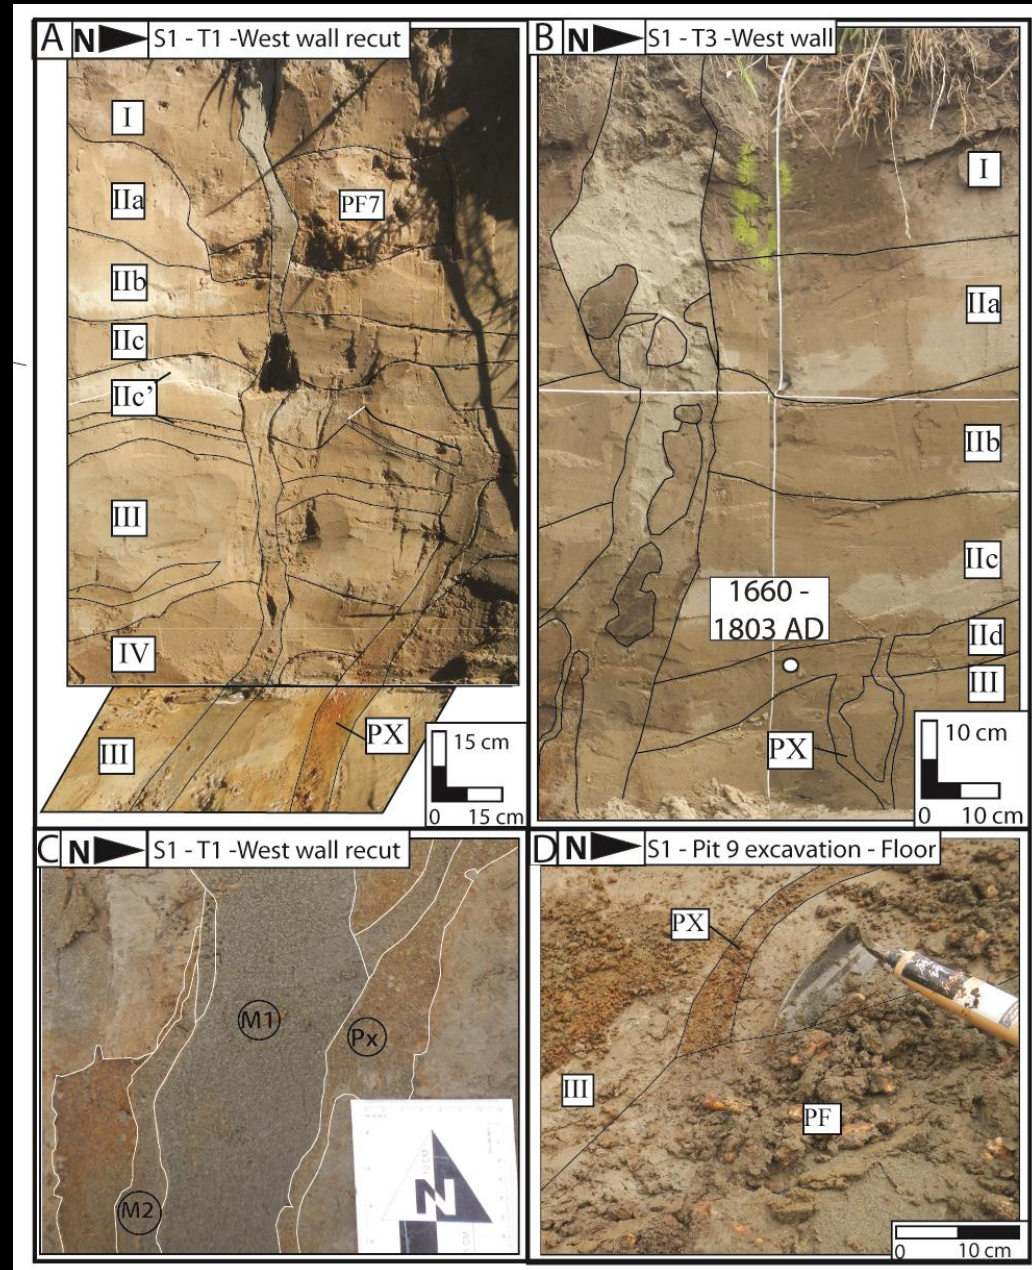 A N S1 - T1 -West wall recut
I
IIa
PF7
IIb
IIc
IIc’
III
IV
III
PX
15 cm
0 15 cm
B N S1 - T3 -West wall
I
IIa
IIb
IIc
1660 -
1803 AD
IId
III
PX
10 cm
0 10 cm
C N S1 - T1 -West wall recut
M1
Px
M2
N
D N S1 - Pit 9 excavation - Floor
PX
III
PF
0 10 cm